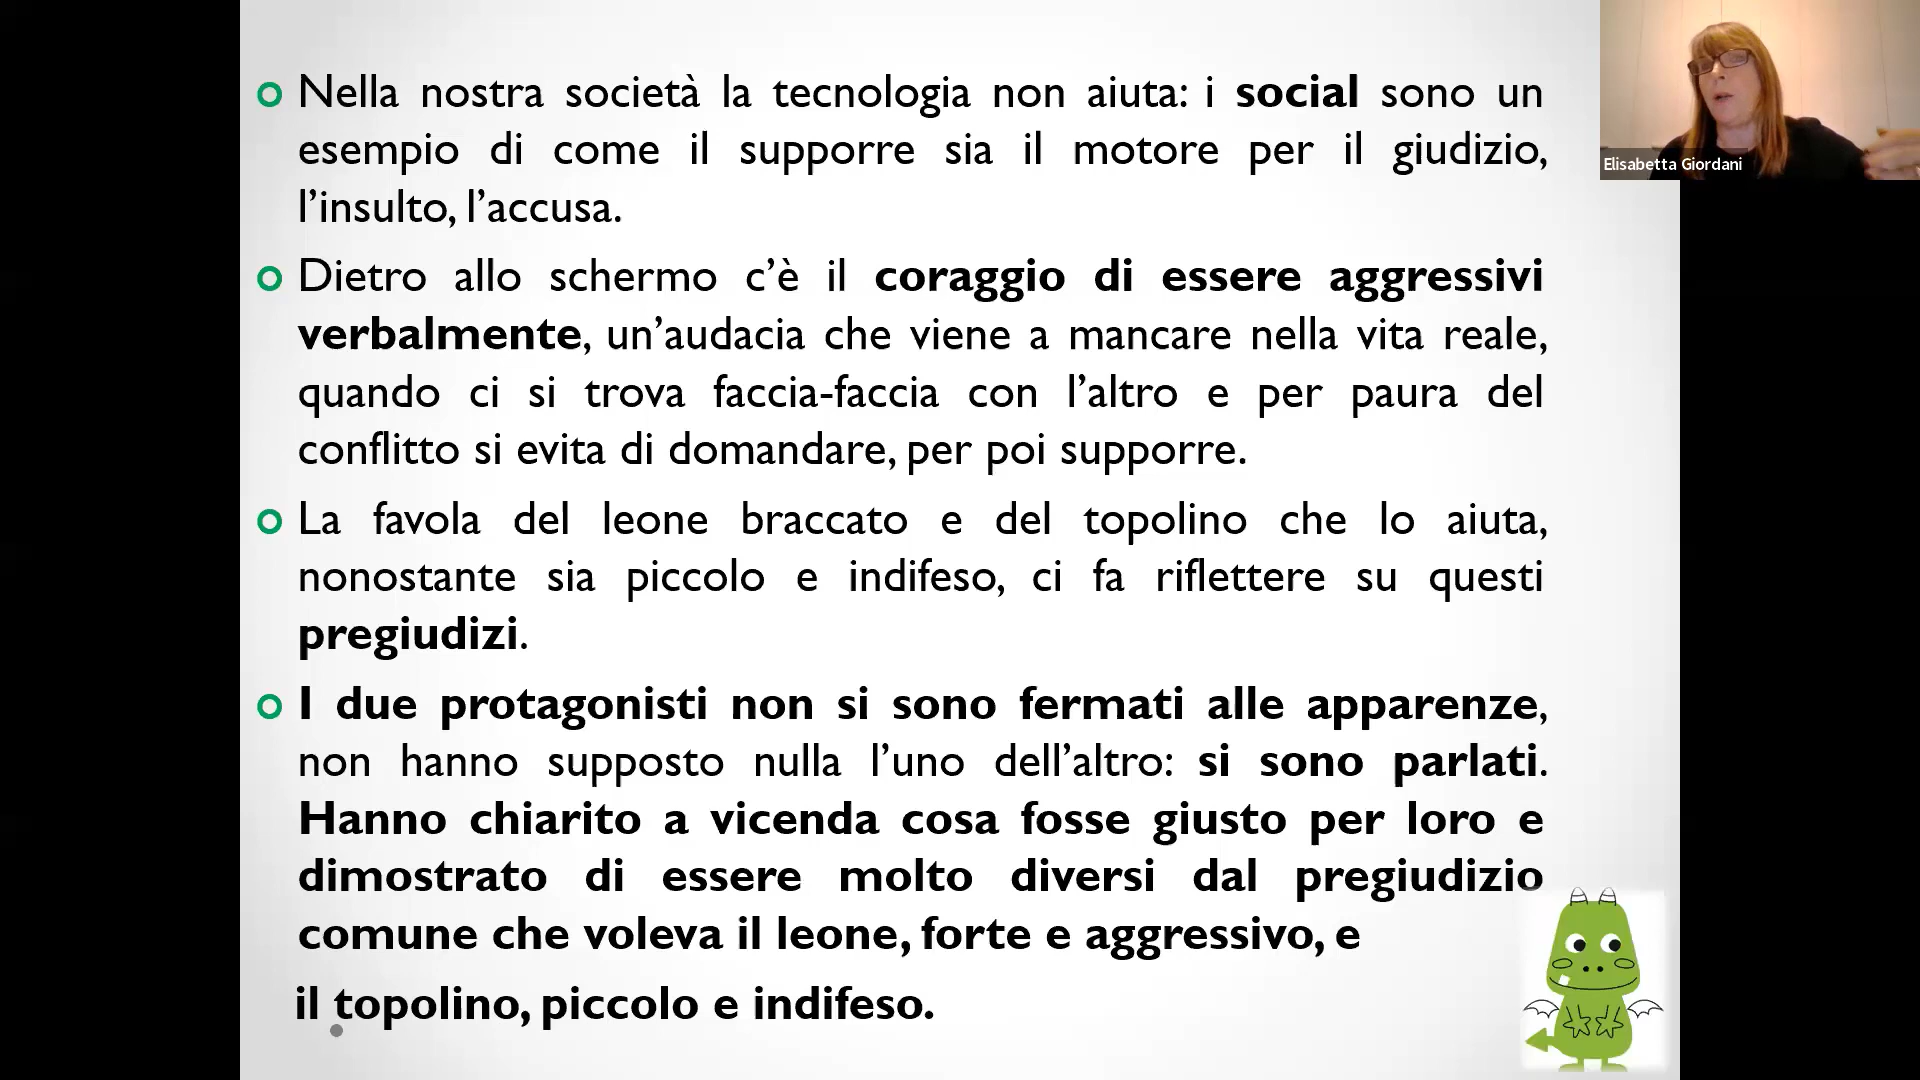 Nella nostra società la tecnologia non aiuta: i social sono un
esempio di come il supporre sia il motore per il giudizio,
l’insulto, l’accusa.
Dietro allo schermo c’è il coraggio di essere aggressivi
verbalmente, un’audacia che viene a mancare nella vita reale,
quando ci si trova faccia-faccia con l’altro e per paura del
conflitto si evita di domandare, per poi supporre.
La favola del leone braccato e del topolino che lo aiuta,
nonostante sia piccolo e indifeso, ci fa riflettere su questi
pregiudizi.
I due protagonisti non si sono fermati alle apparenze,
non hanno supposto nulla l’uno dell’altro: si sono parlati.
Hanno chiarito a vicenda cosa fosse giusto per loro e
dimostrato di essere molto diversi dal pregiudizio
comune che voleva il leone, forte e aggressivo, e
il topolino, piccolo e indifeso.
Elisabetta Giordani